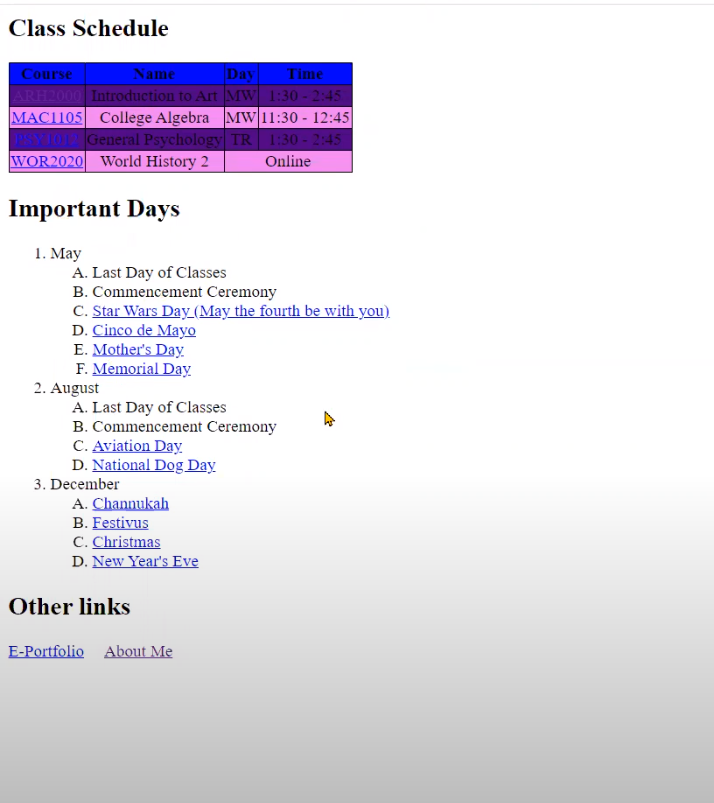 Class Schedule
Course Name Day Time
ARH2000 Introduction to Art MW 1:30 - 2:45
MAC1105 College Algebra MW 11:30 - 12:45
PSY1012 General Psychology TR 1:30 - 2:45
WOR2020 World History 2 Online
Important Days
1. May
A. Last Day of Classes
B. Commencement Ceremony
C. Star Wars Day (May the fourth be with you)
D. Cinco de Mayo
E. Mother's Day
F. Memorial Day
2. August
A. Last Day of Classes
B. Commencement Ceremony
C. Aviation Day
D. National Dog Day
3. December
A. Channukah
B. Festivus
C. Christmas
D. New Year's Eve
Other links
E-Portfolio About Me